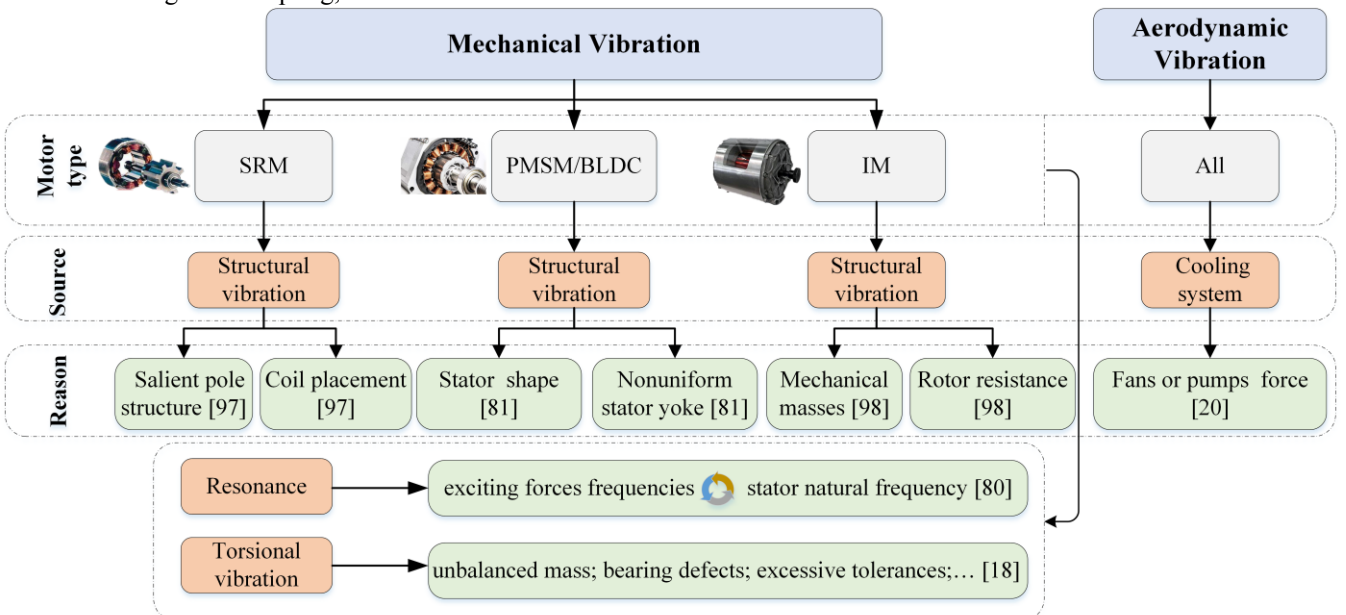 Mechanical Vibration
Aerodynamic
Vibration
Motor
type
SRM
PMSM/BLDC
IM
All
Source
Structural
vibration
Structural
vibration
Structural
vibration
Cooling
system
Reason
Salient pole
structure [97]
Coil placement
[97]
Stator shape
[81]
Nonuniform
stator yoke [81]
Mechanical
masses [98]
Rotor resistance
[98]
Fans or pumps force
[20]
Resonance
exciting forces frequencies stator natural frequency [80]
Torsional
vibration
unbalanced mass; bearing defects; excessive tolerances;… [18]